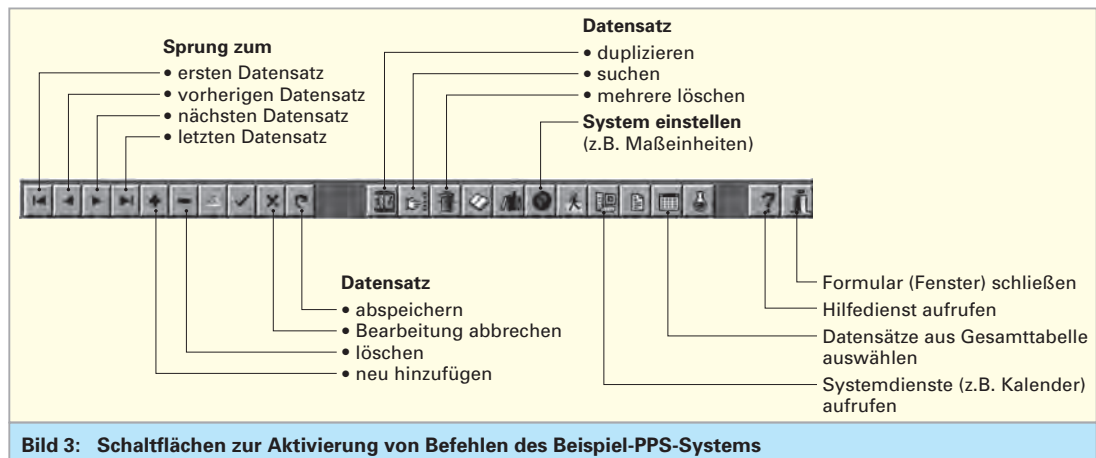 Sprung zum
• ersten Datensatz
• vorherigen Datensatz
• nächsten Datensatz
• letzten Datensatz
Datensatz
• duplizieren
• suchen
• mehrere löschen
System einstellen
(z.B. Maßeinheiten)
Datensatz
• abspeichern
• Bearbeitung abbrechen
• löschen
• neu hinzufügen
Formular (Fenster) schließen
Hilfedienst aufrufen
Datensätze aus Gesamttabelle
auswählen
Systemdienste (z.B. Kalender)
aufrufen
Bild 3: Schaltflächen zur Aktivierung von Befehlen des Beispiel-PPS-Systems